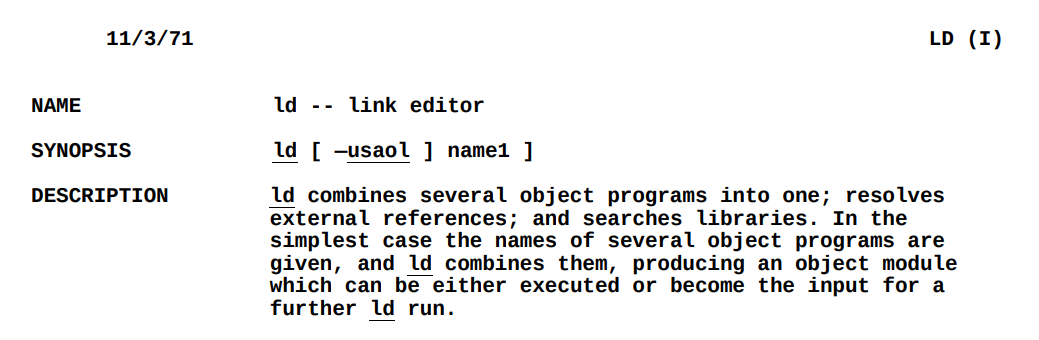 11/3/71 LD (I)
NAME ld -- link editor
SYNOPSIS ld [ —usaol ] name1 ]
DESCRIPTION ld combines several object programs into one; resolves
external references; and searches libraries. In the
simplest case the names of several object programs are
given, and ld combines them, producing an object module
which can be either executed or become the input for a
further ld run.